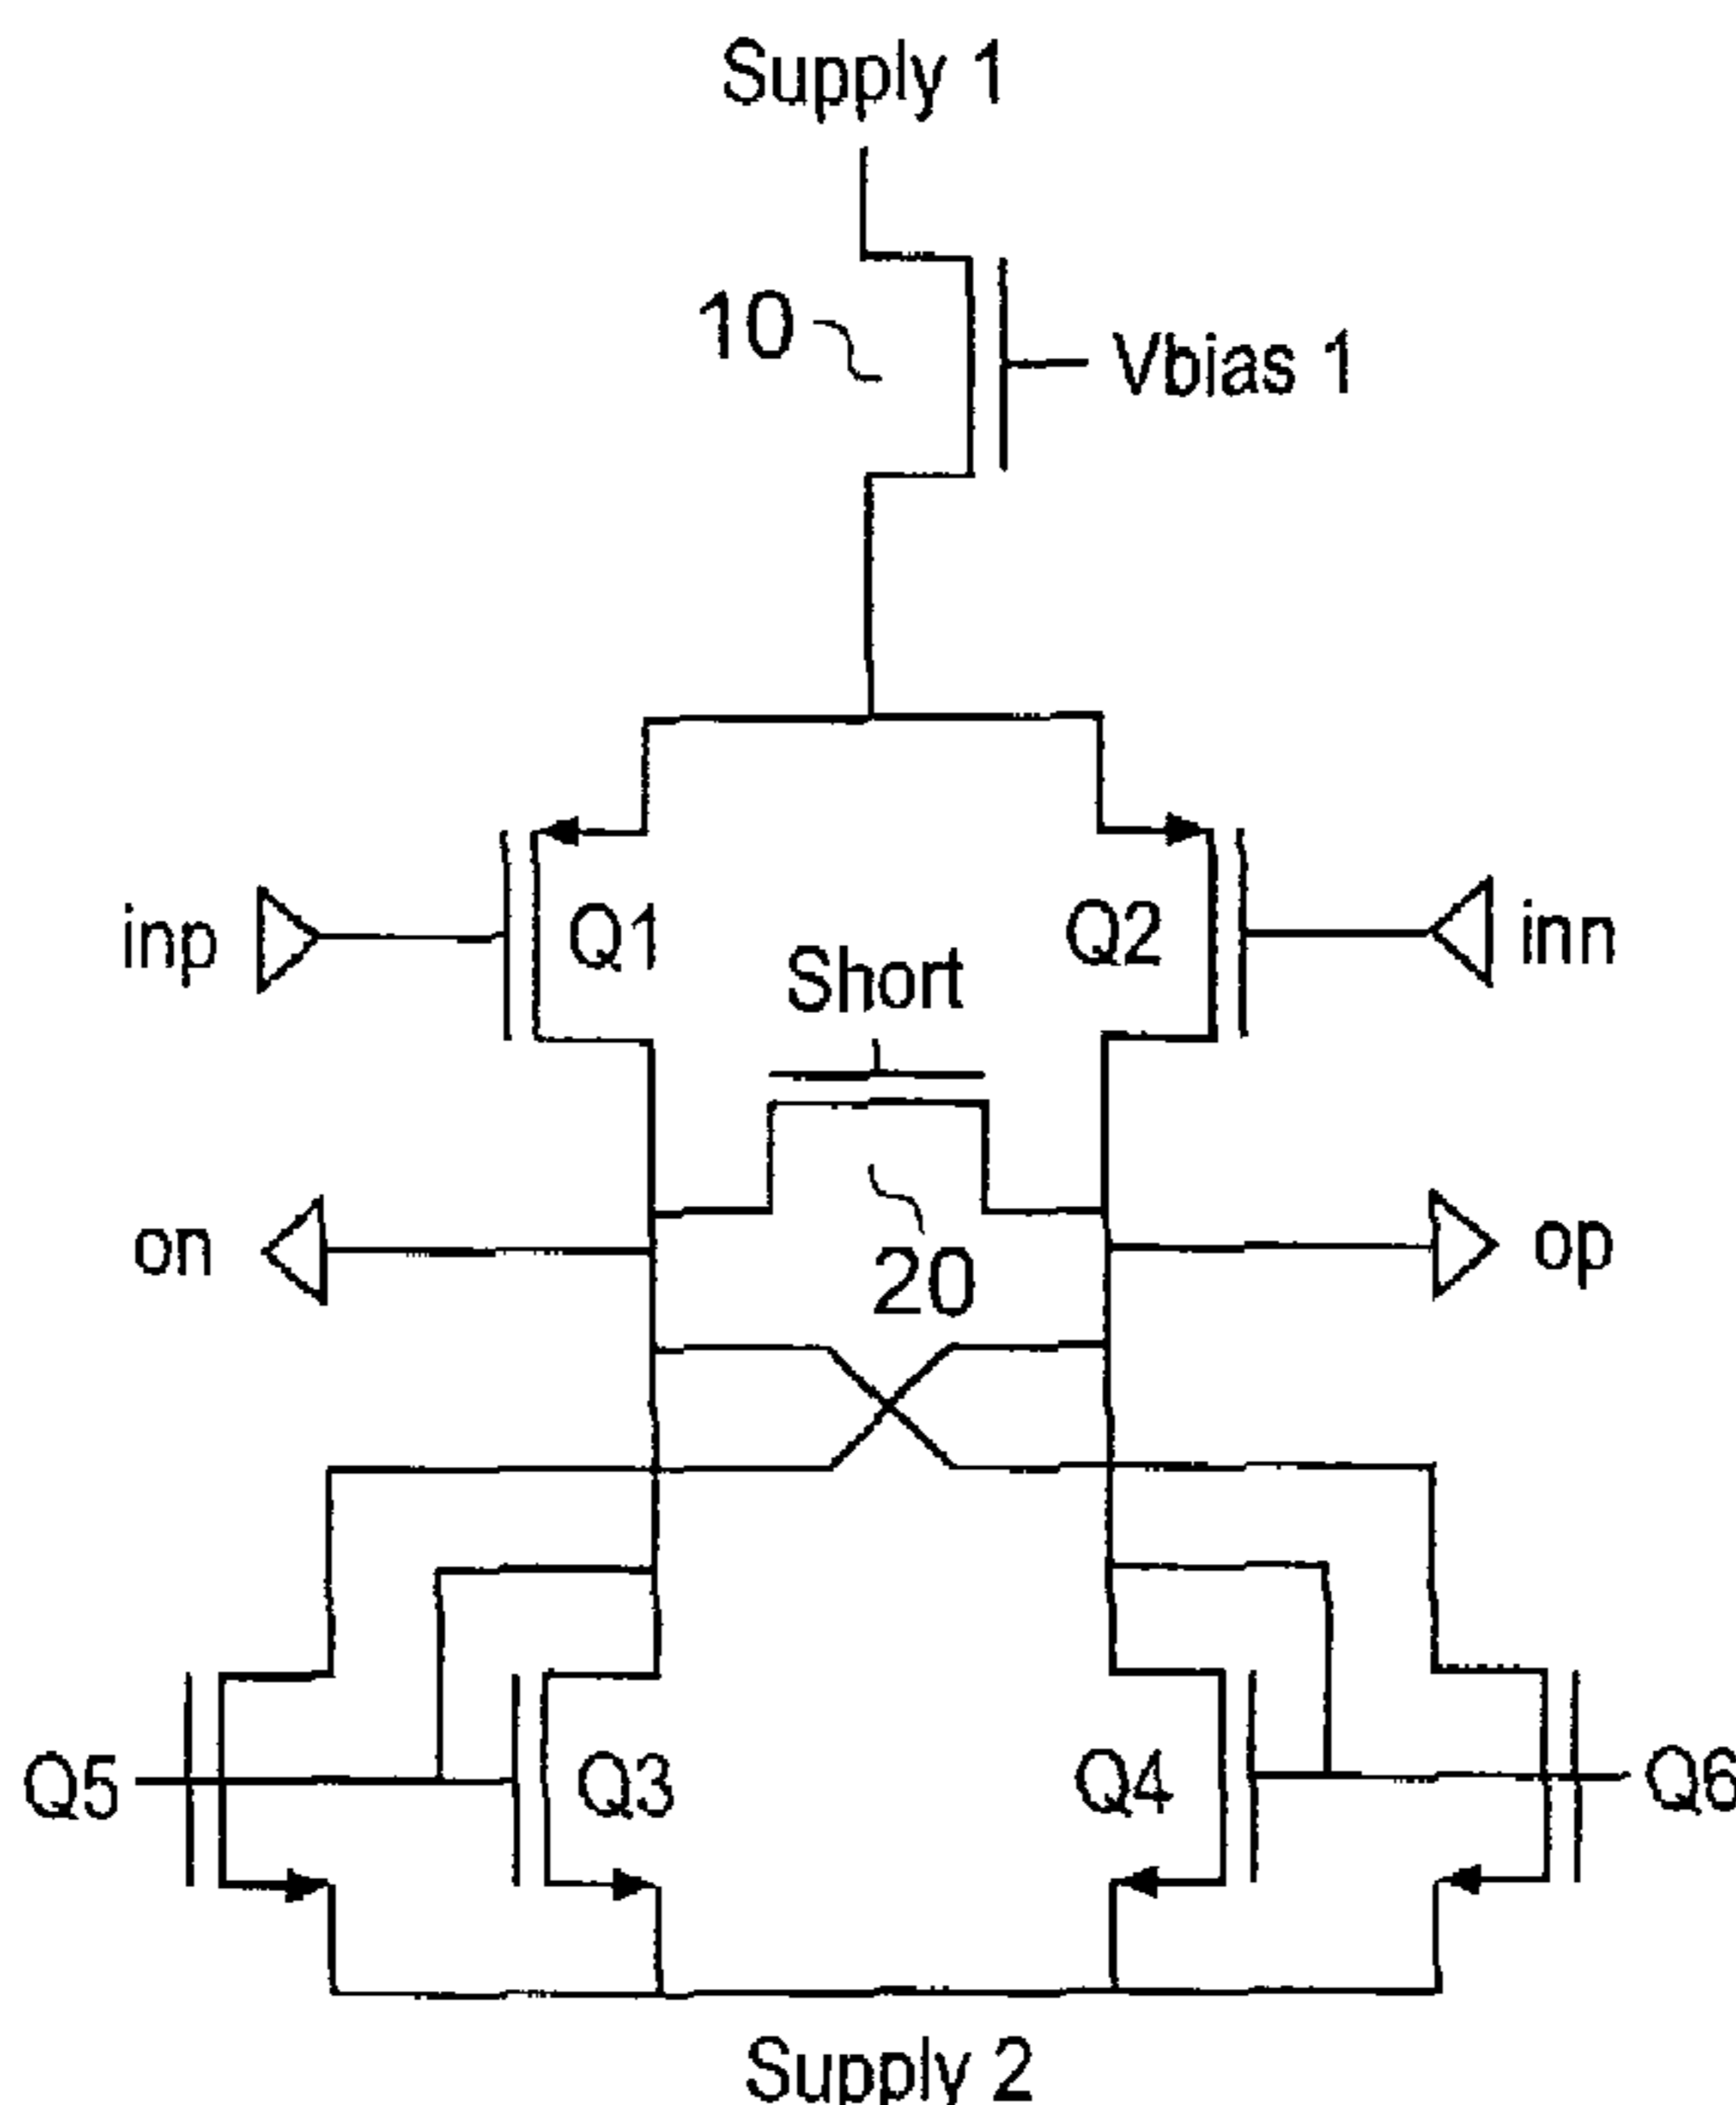 Supply 1
10
Vbias 1
inp
Q1
Q2
inn
Short
on
20
op
Q5
Q3
Q4
Q6
Supply 2